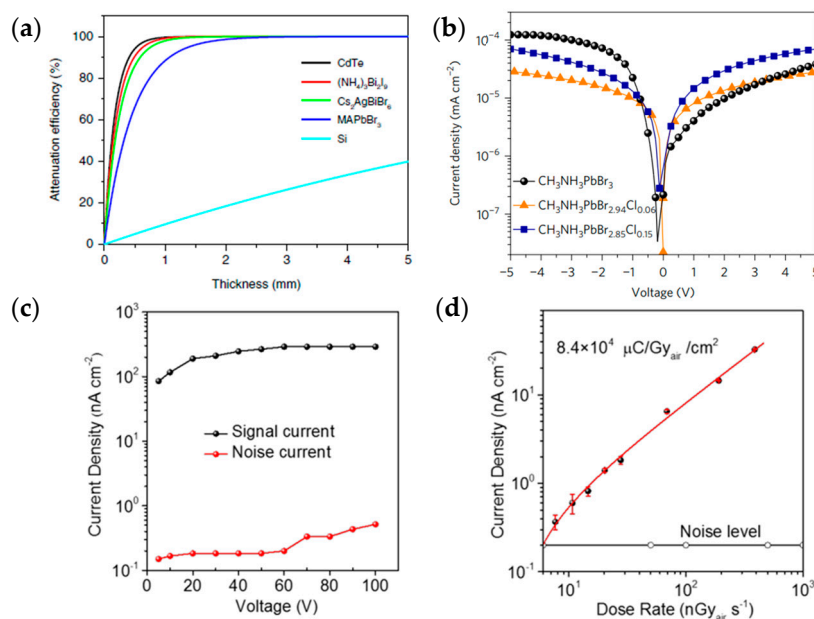 (a)
Attenuation efficiency (%)
100
80
60
40
20
0
CdTe
(NH₄)₃Bi₂I₉
Cs₂AgBiBr₆
MAPbBr₃
Si
0 1 2 3 4 5
Thickness (mm)
(b)
Current density (mA cm⁻²)
10⁻⁴
10⁻⁵
10⁻⁶
10⁻⁷
CH₃NH₃PbBr₃
CH₃NH₃PbBr₂.₉₄Cl₀.₀₆
CH₃NH₃PbBr₂.₈₅Cl₀.₁₅
-5 -4 -3 -2 -1 0 1 2 3 4 5
Voltage (V)
(c)
Current Density (nA cm⁻²)
10³
10²
10¹
10⁰
10⁻¹
Signal current
Noise current
0 20 40 60 80 100
Voltage (V)
(d)
Current Density (nA cm⁻²)
10¹
10⁰
10⁻¹
8.4×10⁴ μC/Gyₐᵢᵣ /cm²
Noise level
10¹ 10² 10³
Dose Rate (nGyₐᵢᵣ s⁻¹)